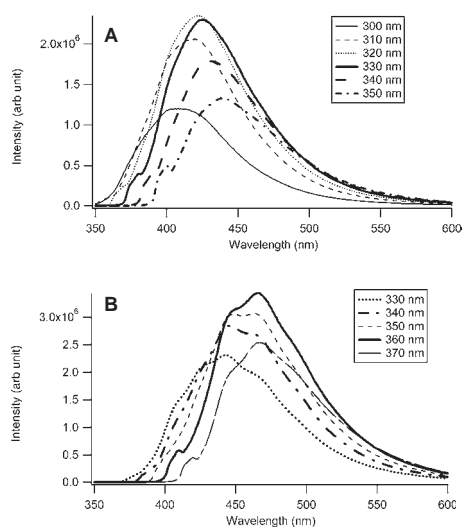 A
300 nm
310 nm
320 nm
330 nm
340 nm
350 nm
2.0x10⁶
1.5
1.0
0.5
0.0
Intensity (arb unit)
350 400 450 500 550 600
Wavelength (nm)
B
330 nm
340 nm
350 nm
360 nm
370 nm
3.0x10⁶
2.5
2.0
1.5
1.0
0.5
0.0
Intensity (arb unit)
350 400 450 500 550 600
Wavelength (nm)